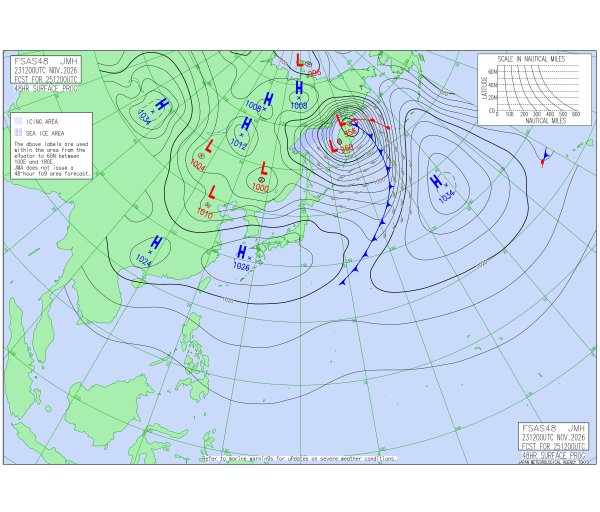 FSAS48 JMH
231200UTC NOV.2026
FCST FOR 251200UTC
48HR SURFACE PROG
SCALE IN NAUTICAL MILES
LATITUDE
60N
40N
20N
EQ
0 100 200 300 400 500 600
NAUTICAL MILES
ICING AREA
SEA ICE AREA
The above labels are used
within the area from the
equator to 60N between
100E and 180E.
JMA does not issue a
48-hour fog area forecast.
L
996
H
1034
H
1008
H
1008
H
1012
L
L
960
L
1004
L
1000
L
1010
H
1034
H
1024
H
1026
FSAS48 JMH
231200UTC NOV.2026
FCST FOR 251200UTC
48HR SURFACE PROG
JAPAN METEOROLOGICAL AGENCY TOKYO
Refer to marine warnings for updates on severe weather conditions.